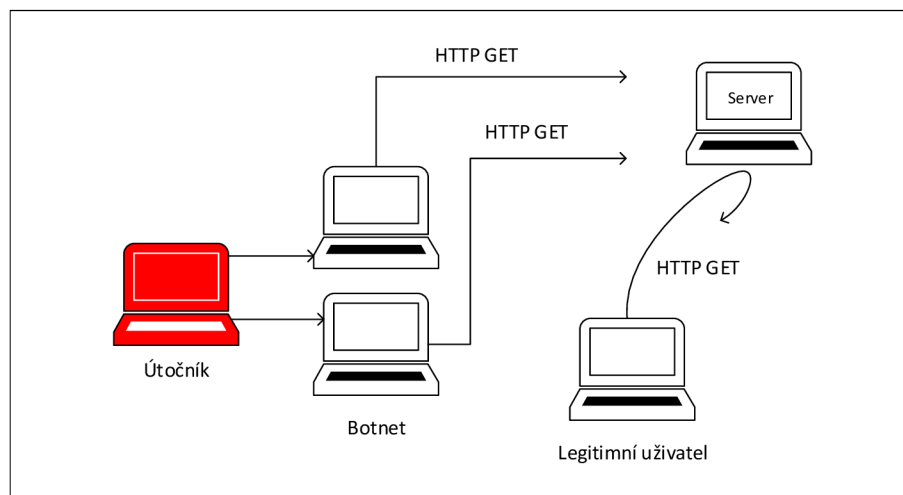 HTTP GET
Server
HTTP GET
HTTP GET
Útočník
Botnet
Legitimní uživatel